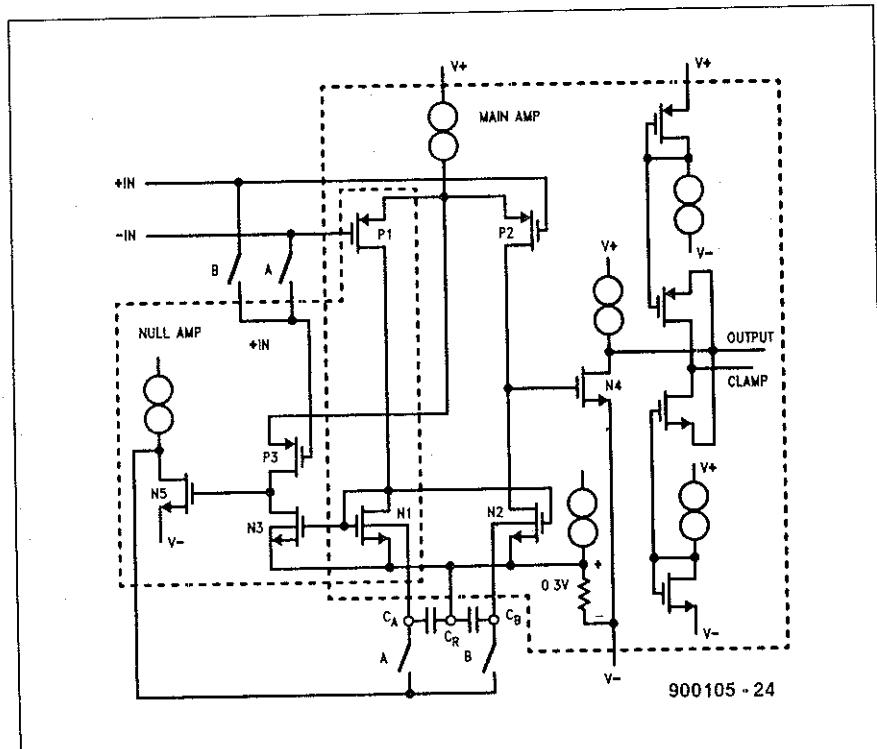 V+
V+
MAIN AMP
+IN
-IN
P1
P2
V-
V+
B
A
NULL AMP
+IN
OUTPUT
CLAMP
N4
P3
V+
N5
N3
N1
N2
V-
+
0 3V
-
CA
CR
CB
A
B
V-
V-
900105 - 24